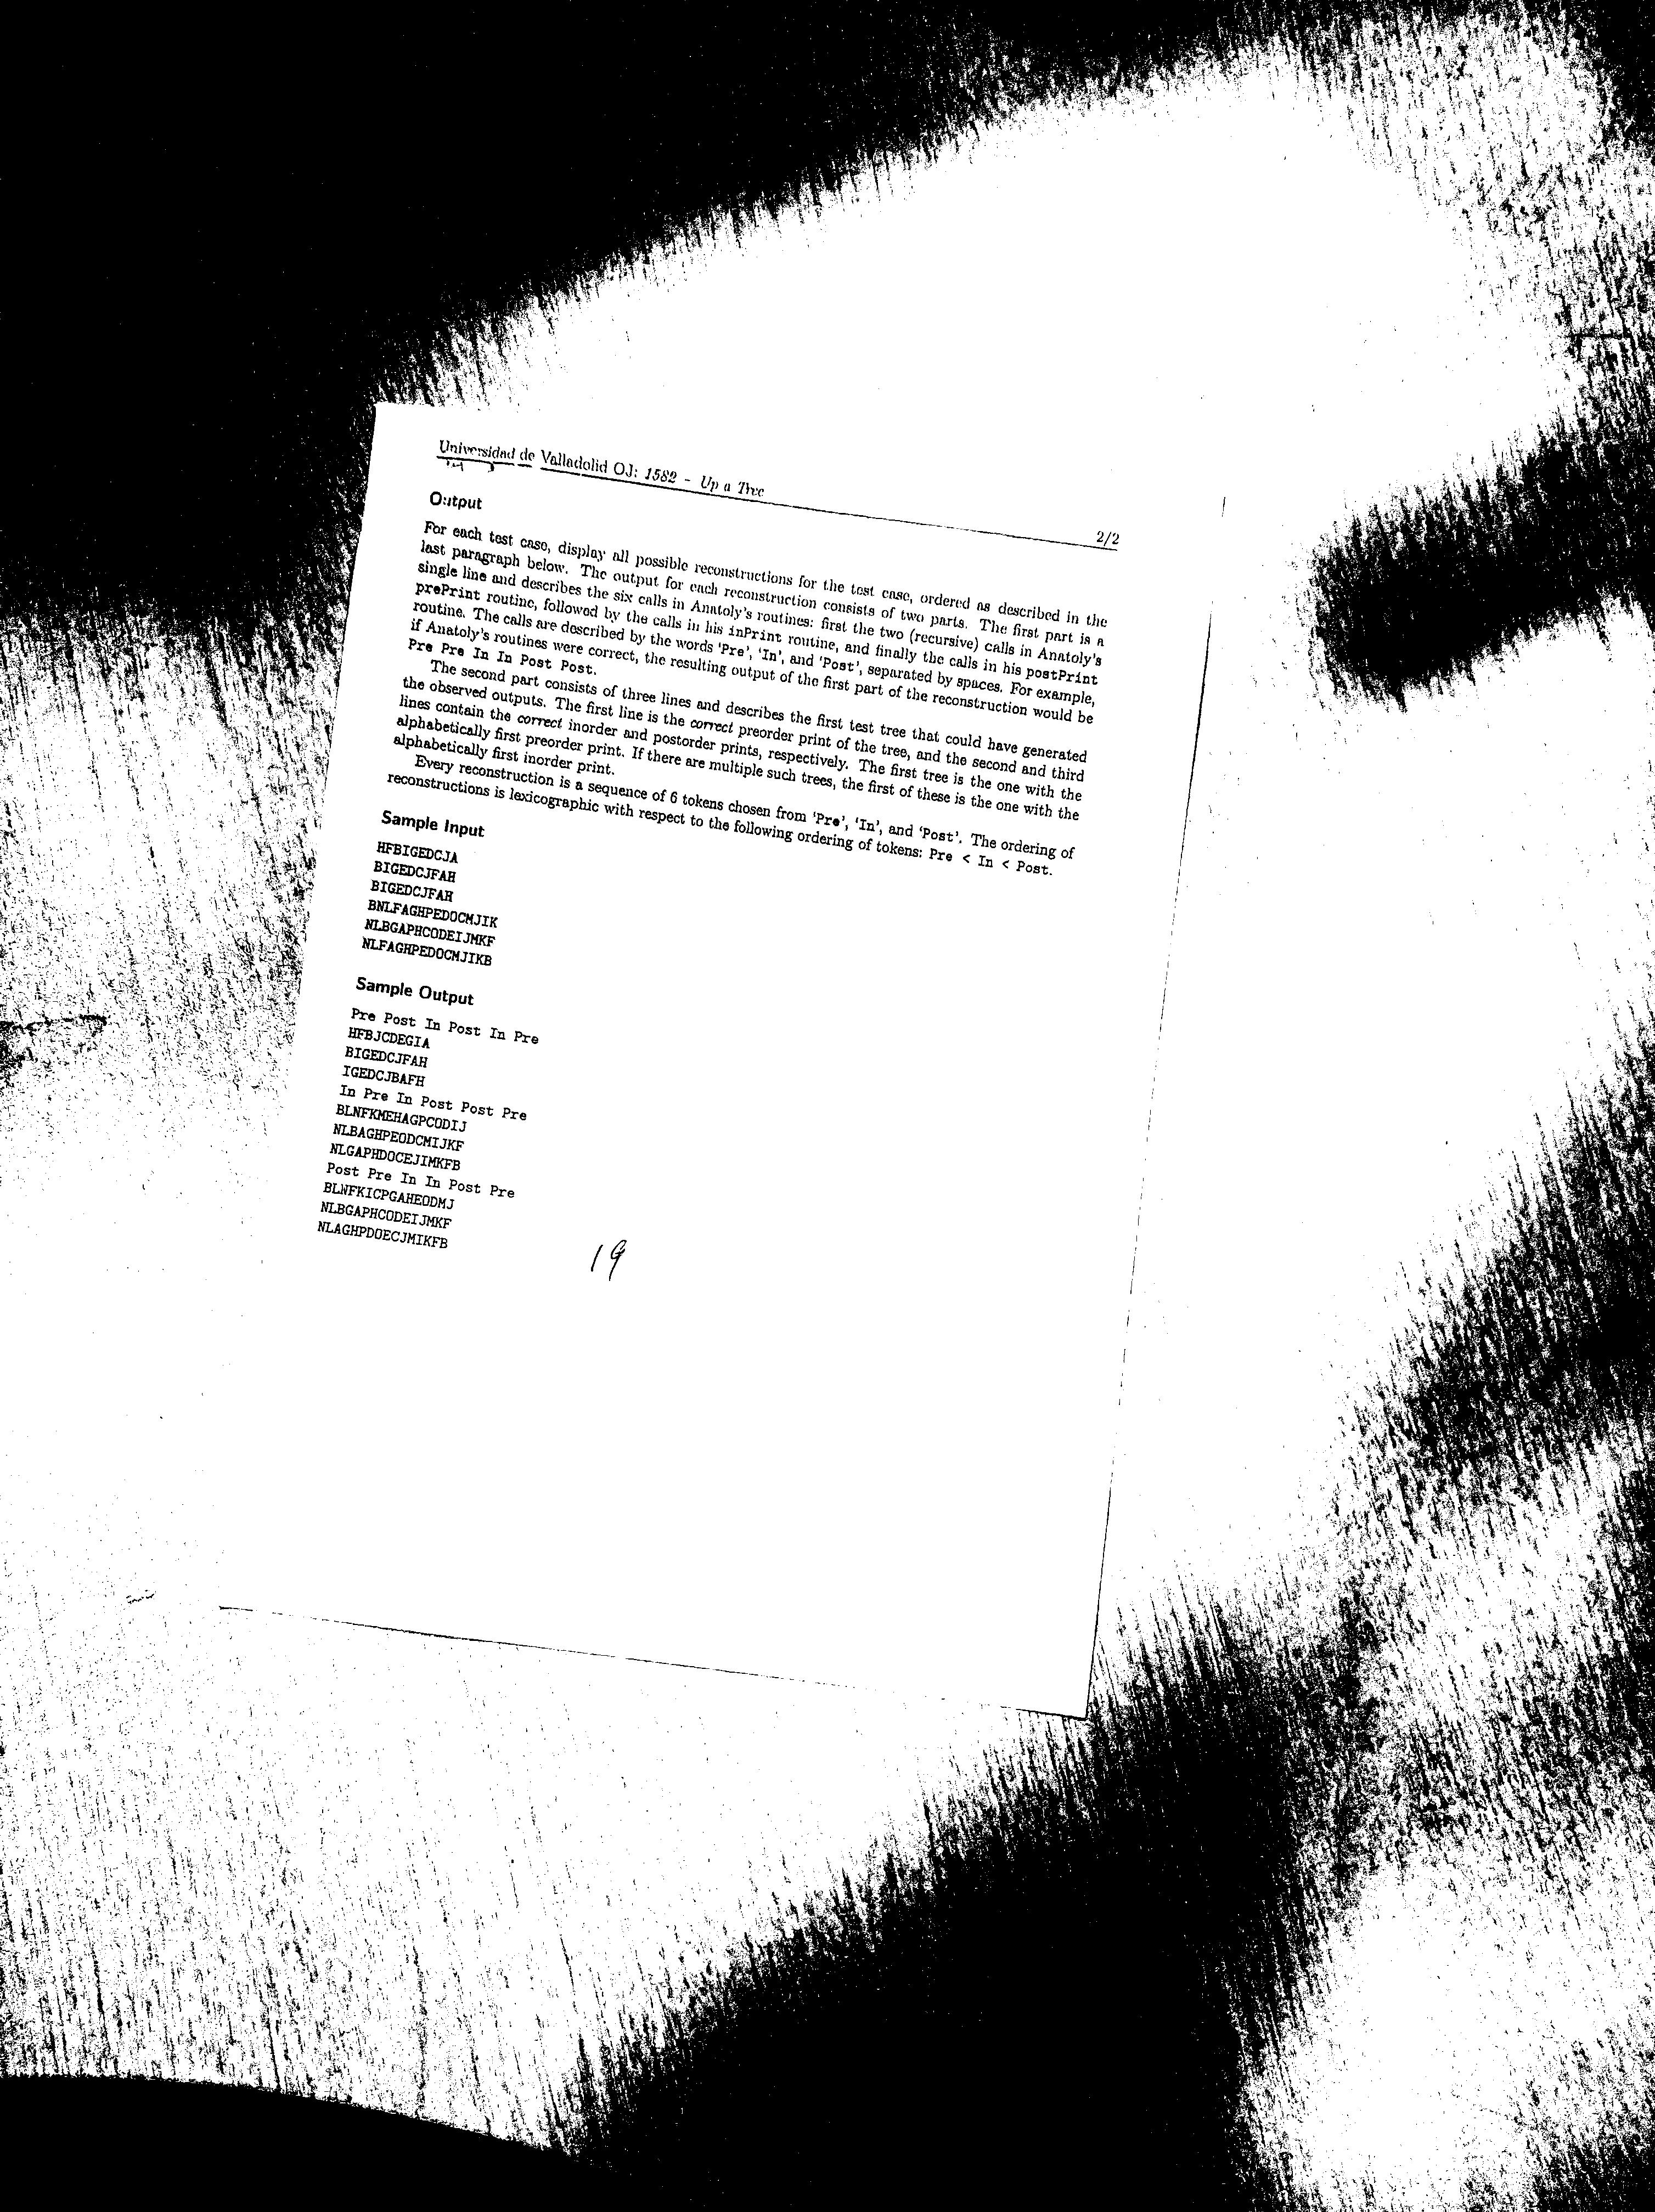 Universidad de Valladolid OJ: 1582 - Up a Tree
2/2
Output
For each test case, display all possible reconstructions for the test case, ordered as described in the
last paragraph below. The output for each reconstruction consists of two parts. The first part is a
single line and describes the six calls in Anatoly's routines: first the two (recursive) calls in Anatoly's
prePrint routine, followed by the calls in his inPrint routine, and finally the calls in his postPrint
routine. The calls are described by the words 'Pre', 'In', and 'Post', separated by spaces. For example,
if Anatoly's routines were correct, the resulting output of the first part of the reconstruction would be
Pre Pre In In Post Post.
The second part consists of three lines and describes the first test tree that could have generated
the observed outputs. The first line is the correct preorder print of the tree, and the second and third
lines contain the correct inorder and postorder prints, respectively. The first tree is the one with the
alphabetically first preorder print. If there are multiple such trees, the first of these is the one with the
alphabetically first inorder print.
Every reconstruction is a sequence of 6 tokens chosen from 'Pre', 'In', and 'Post'. The ordering of
reconstructions is lexicographic with respect to the following ordering of tokens: Pre < In < Post.
Sample Input
HFBIGEDCJA
BIGEDCJFAH
BIGEDCJFAH
BNLFAGHPEDOCMJIK
NLBGAPHCODEIJMKF
NLFAGHPEDOCMJIKB
Sample Output
Pre Post In Post In Pre
HFBJCDEGIA
BIGEDCJFAH
IGEDCJBAFH
In Pre In Post Post Pre
BLNFKMEHAGPCODIJ
NLBAGHPEODCMIJKF
NLGAPHDOCEJIMKFB
Post Pre In In Post Pre
BLNFKICPGAHEODMJ
NLBGAPHCODEIJMKF
NLAGHPDOECJMIKFB
19